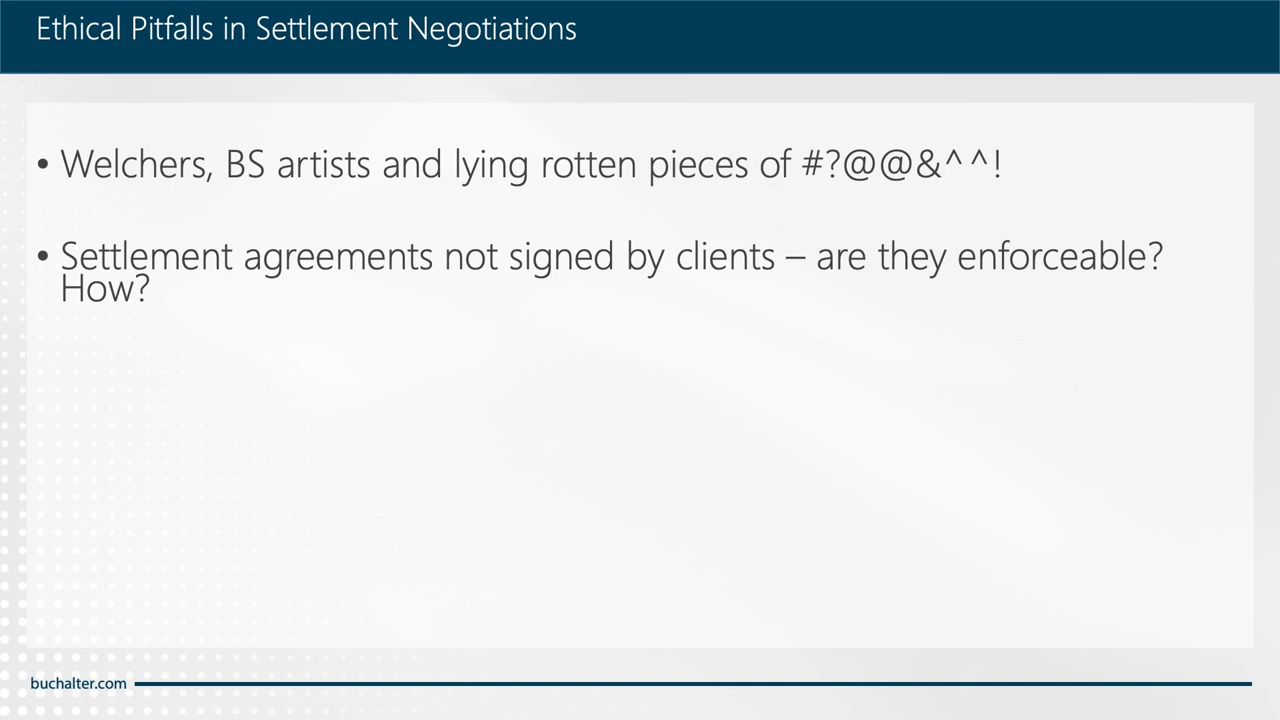 Ethical Pitfalls in Settlement Negotiations
• Welchers, BS artists and lying rotten pieces of #?@@&^^!
• Settlement agreements not signed by clients – are they enforceable?
How?
buchalter.com